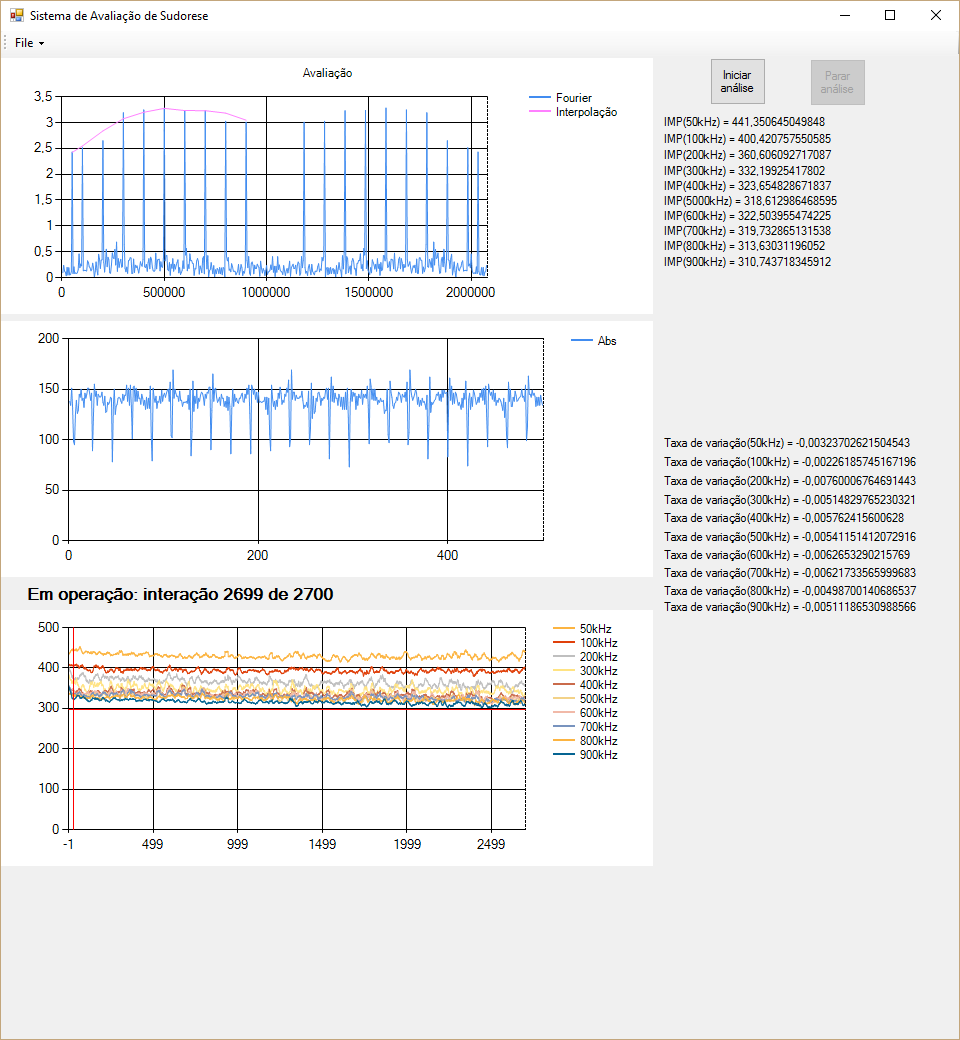 Sistema de Avaliação de Sudorese
File
Avaliação
3,5
3
2,5
2
1,5
1
0,5
0
0
500000
1000000
1500000
2000000
Fourier
Interpolação
Iniciar
análise
Parar
análise
IMP(50kHz) = 441,350645049848
IMP(100kHz) = 400,420757550585
IMP(200kHz) = 360,606092717087
IMP(300kHz) = 332,19925417802
IMP(400kHz) = 323,654828671837
IMP(5000kHz) = 318,612986468595
IMP(600kHz) = 322,503955474225
IMP(700kHz) = 319,732865131538
IMP(800kHz) = 313,63031196052
IMP(900kHz) = 310,743718345912
200
150
100
50
0
0
200
400
Abs
Taxa de variação(50kHz) = -0,00323702621504543
Taxa de variação(100kHz) = -0,00226185745167196
Taxa de variação(200kHz) = -0,00760006764691443
Taxa de variação(300kHz) = -0,00514829765230321
Taxa de variação(400kHz) = -0,005762415600628
Taxa de variação(500kHz) = -0,00541151412072916
Taxa de variação(600kHz) = -0,0062653290215769
Taxa de variação(700kHz) = -0,00621733565999683
Taxa de variação(800kHz) = -0,00498700140686537
Taxa de variação(900kHz) = -0,00511186530988566
Em operação: interação 2699 de 2700
500
400
300
200
100
0
-1
499
999
1499
1999
2499
50kHz
100kHz
200kHz
300kHz
400kHz
500kHz
600kHz
700kHz
800kHz
900kHz